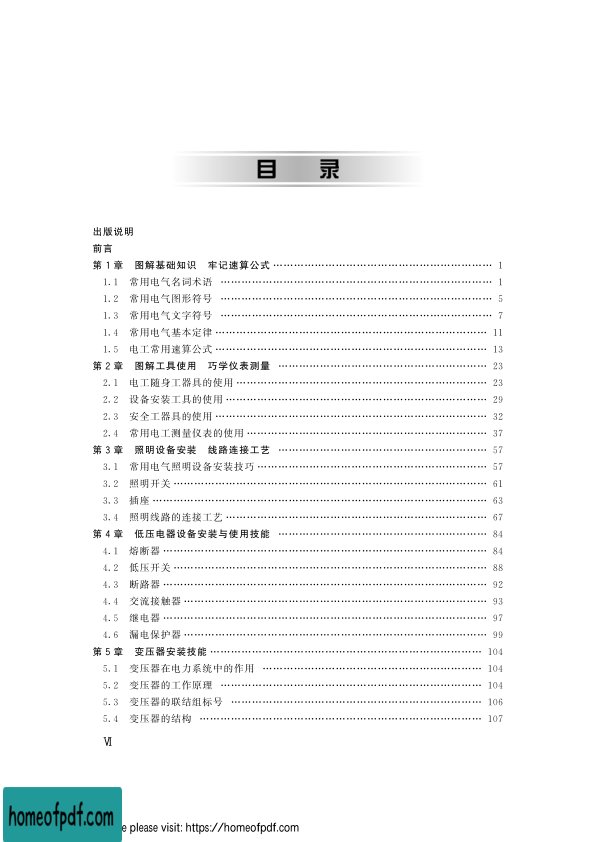 目 录
出版说明
前言
第1章 图解基础知识 牢记速算公式 …………………………………………………… 1
1.1 常用电气名词术语 …………………………………………………… 1
1.2 常用电气图形符号 …………………………………………………… 5
1.3 常用电气文字符号 …………………………………………………… 7
1.4 常用电气基本定律 …………………………………………………… 11
1.5 电工常用速算公式 …………………………………………………… 13
第2章 图解工具使用 巧学仪表测量 …………………………………………………… 23
2.1 电工随身工器具的使用 …………………………………………………… 23
2.2 设备安装工具的使用 …………………………………………………… 29
2.3 安全工器具的使用 …………………………………………………… 32
2.4 常用电工测量仪表的使用 …………………………………………………… 37
第3章 照明设备安装 线路连接工艺 …………………………………………………… 57
3.1 常用电气照明设备安装技巧 …………………………………………………… 57
3.2 照明开关 …………………………………………………… 61
3.3 插座 …………………………………………………… 63
3.4 照明线路的连接工艺 …………………………………………………… 67
第4章 低压电器设备安装与使用技能 …………………………………………………… 84
4.1 熔断器 …………………………………………………… 84
4.2 低压开关 …………………………………………………… 88
4.3 断路器 …………………………………………………… 92
4.4 交流接触器 …………………………………………………… 93
4.5 继电器 …………………………………………………… 97
4.6 漏电保护器 …………………………………………………… 99
第5章 变压器安装技能 …………………………………………………… 104
5.1 变压器在电力系统中的作用 …………………………………………………… 104
5.2 变压器的工作原理 …………………………………………………… 104
5.3 变压器的联结组标号 …………………………………………………… 106
5.4 变压器的结构 …………………………………………………… 107
Ⅵ
homeofpdf.com
e please visit: https://homeofpdf.com